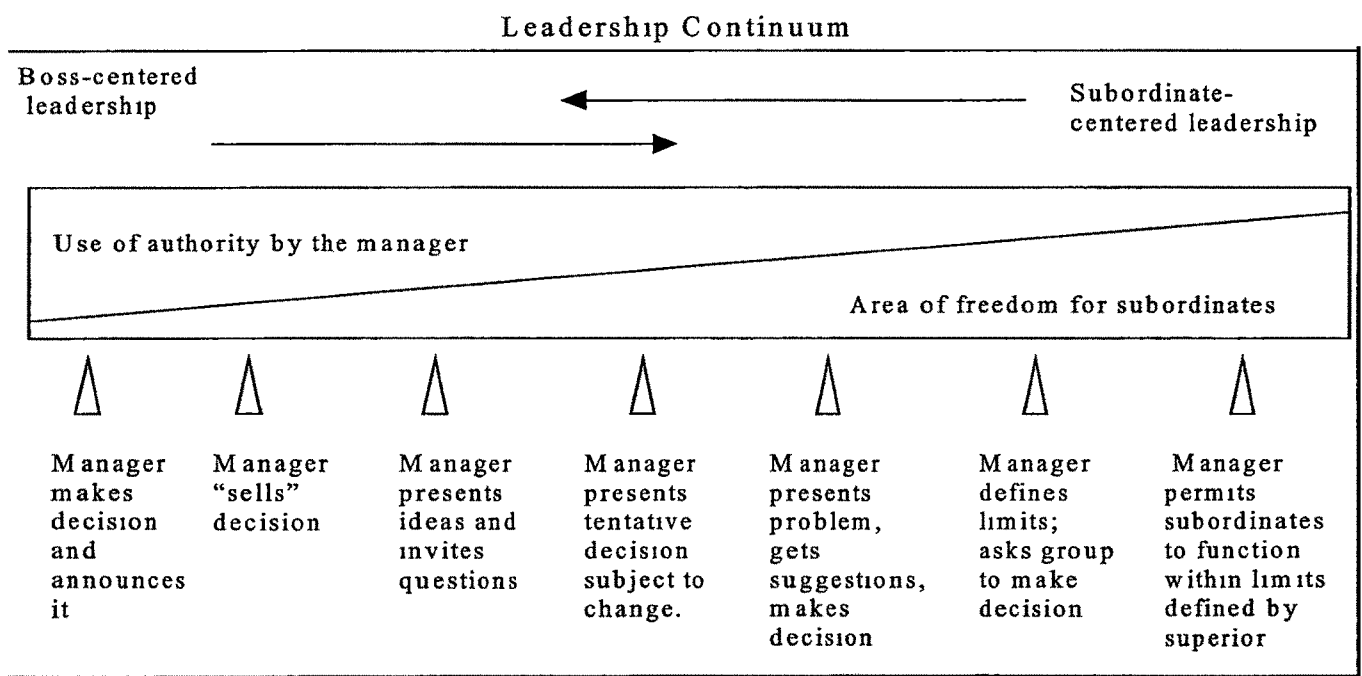 Leadership Continuum
Boss-centered
leadership
Subordinate-
centered leadership
Use of authority by the manager
Area of freedom for subordinates
Manager
makes
decision
and
announces
it
Manager
“sells”
decision
Manager
presents
ideas and
invites
questions
Manager
presents
tentative
decision
subject to
change.
Manager
presents
problem,
gets
suggestions,
makes
decision
Manager
defines
limits;
asks group
to make
decision
Manager
permits
subordinates
to function
within limits
defined by
superior